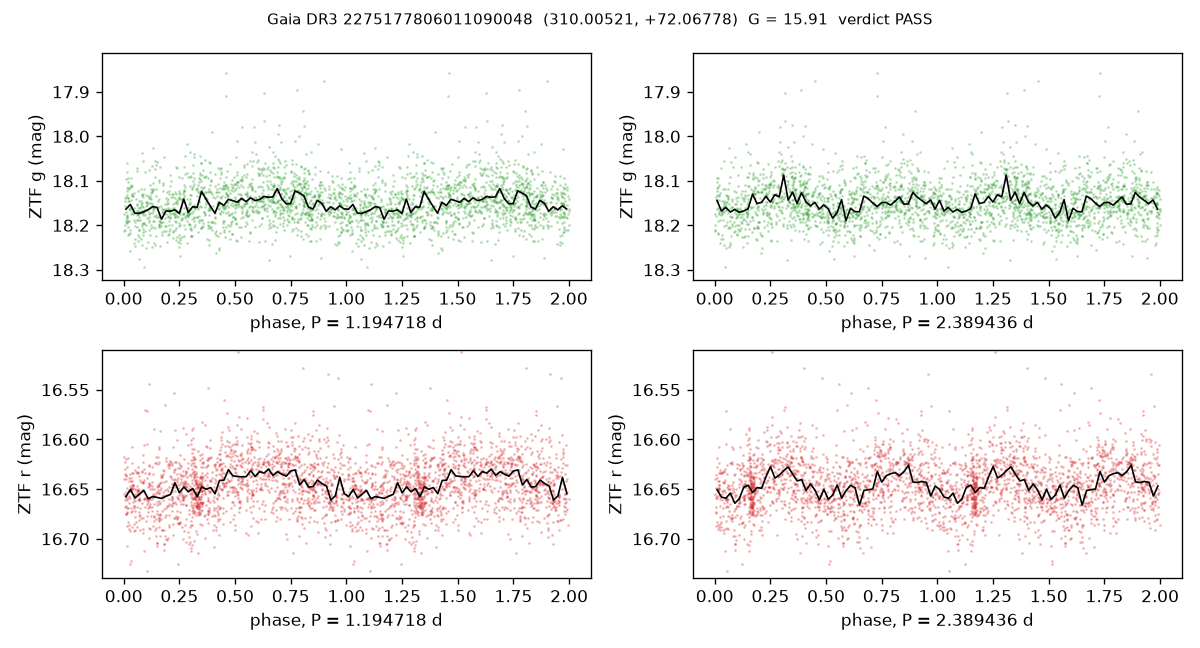 Gaia DR3 2275177806011090048 (310.00521, +72.06778) G = 15.91 verdict PASS
ZTF g (mag)
17.9
18.0
18.1
18.2
18.3
0.00 0.25 0.50 0.75 1.00 1.25 1.50 1.75 2.00
phase, P = 1.194718 d
ZTF g (mag)
17.9
18.0
18.1
18.2
18.3
0.00 0.25 0.50 0.75 1.00 1.25 1.50 1.75 2.00
phase, P = 2.389436 d
ZTF r (mag)
16.55
16.60
16.65
16.70
0.00 0.25 0.50 0.75 1.00 1.25 1.50 1.75 2.00
phase, P = 1.194718 d
ZTF r (mag)
16.55
16.60
16.65
16.70
0.00 0.25 0.50 0.75 1.00 1.25 1.50 1.75 2.00
phase, P = 2.389436 d